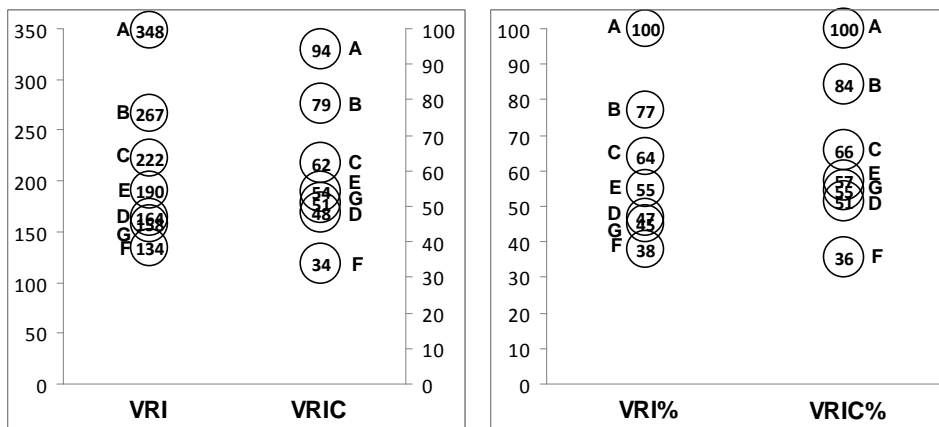 350 A 348 100 100 A 100 100 A
300 94 A 90 90
B 267 79 B 80 B 77 84 B
250 70 80
C 222 62 C 60 70 C 64 66 C
200 E 190 54 E 50 60 E 55 57 E
D 164 51 G D 47 55 G
150 G 158 48 D 40 50 G 45 51 D
F 134 34 F 30 40 F 38 36 F
100 20 30
50 10 20
0 0 10
0
VRI VRIC VRI% VRIC%